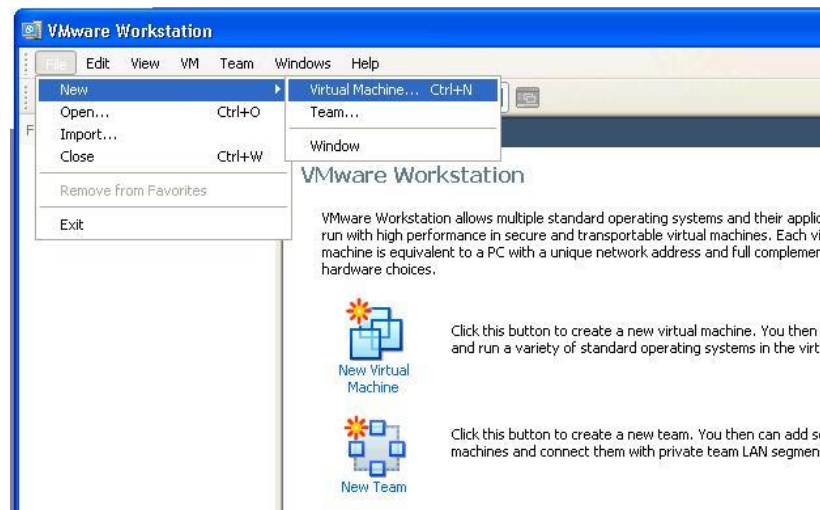 VMware Workstation
File Edit View VM Team Windows Help
New
Open... Ctrl+O
Import...
Close Ctrl+W
Remove from Favorites
Exit
Virtual Machine... Ctrl+N
Team...
Window
F
VMware Workstation
VMware Workstation allows multiple standard operating systems and their applic
run with high performance in secure and transportable virtual machines. Each vi
machine is equivalent to a PC with a unique network address and full complemen
hardware choices.
New Virtual
Machine
Click this button to create a new virtual machine. You then
and run a variety of standard operating systems in the virt
New Team
Click this button to create a new team. You then can add s
machines and connect them with private team LAN segmen